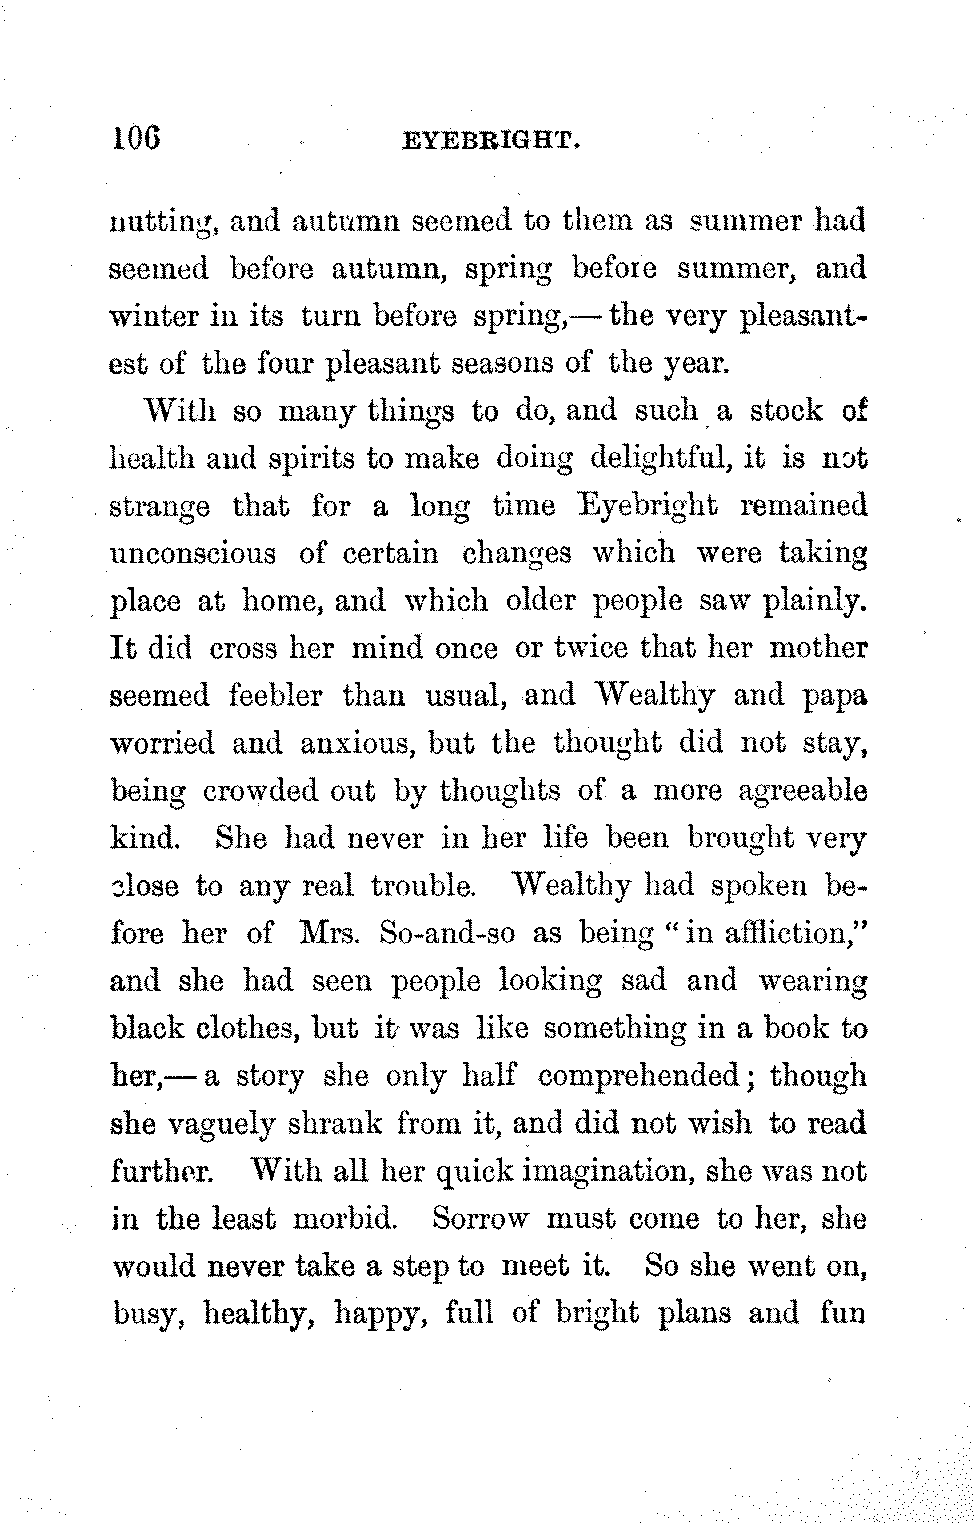 106 EYEBRIGHT.
nutting, and autumn seemed to them as summer had
seemed before autumn, spring before summer, and
winter in its turn before spring,— the very pleasant-
est of the four pleasant seasons of the year.
With so many things to do, and such a stock of
health and spirits to make doing delightful, it is not
strange that for a long time Eyebright remained
unconscious of certain changes which were taking
place at home, and which older people saw plainly.
It did cross her mind once or twice that her mother
seemed feebler than usual, and Wealthy and papa
worried and anxious, but the thought did not stay,
being crowded out by thoughts of a more agreeable
kind. She had never in her life been brought very
close to any real trouble. Wealthy had spoken be-
fore her of Mrs. So-and-so as being "in affliction,"
and she had seen people looking sad and wearing
black clothes, but it was like something in a book to
her,— a story she only half comprehended; though
she vaguely shrank from it, and did not wish to read
further. With all her quick imagination, she was not
in the least morbid. Sorrow must come to her, she
would never take a step to meet it. So she went on,
busy, healthy, happy, full of bright plans and fun